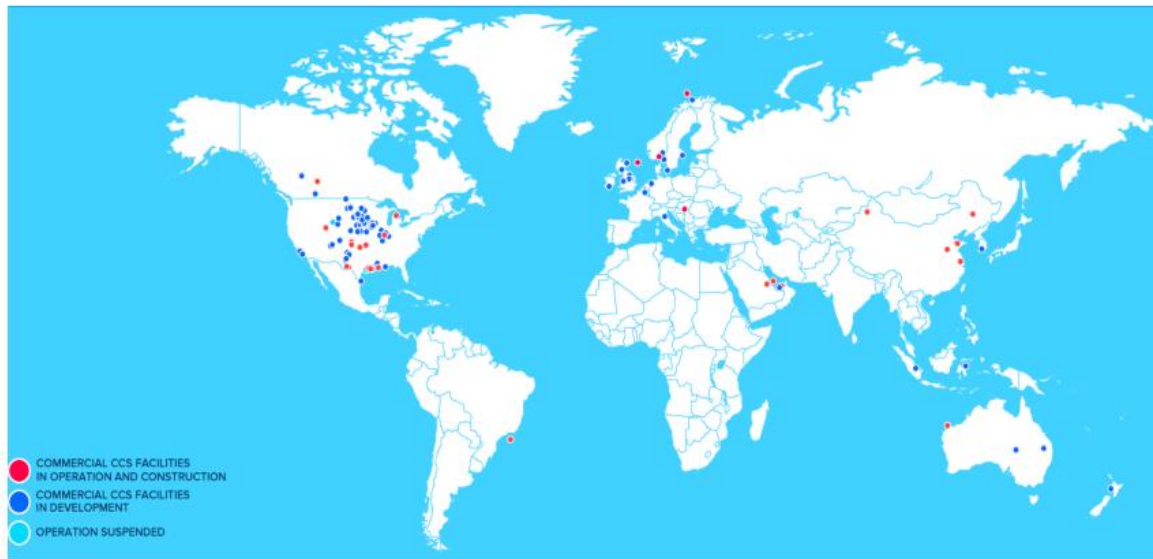 COMMERCIAL CCS FACILITIES
IN OPERATION AND CONSTRUCTION
COMMERCIAL CCS FACILITIES
IN DEVELOPMENT
OPERATION SUSPENDED